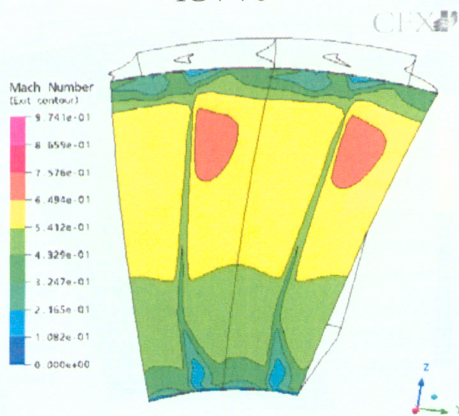 CFX
Mach Number
(Exit contour)
9.741e-01
8.659e-01
7.576e-01
6.494e-01
5.412e-01
4.329e-01
3.247e-01
2.165e-01
1.082e-01
0.000e+00
Z